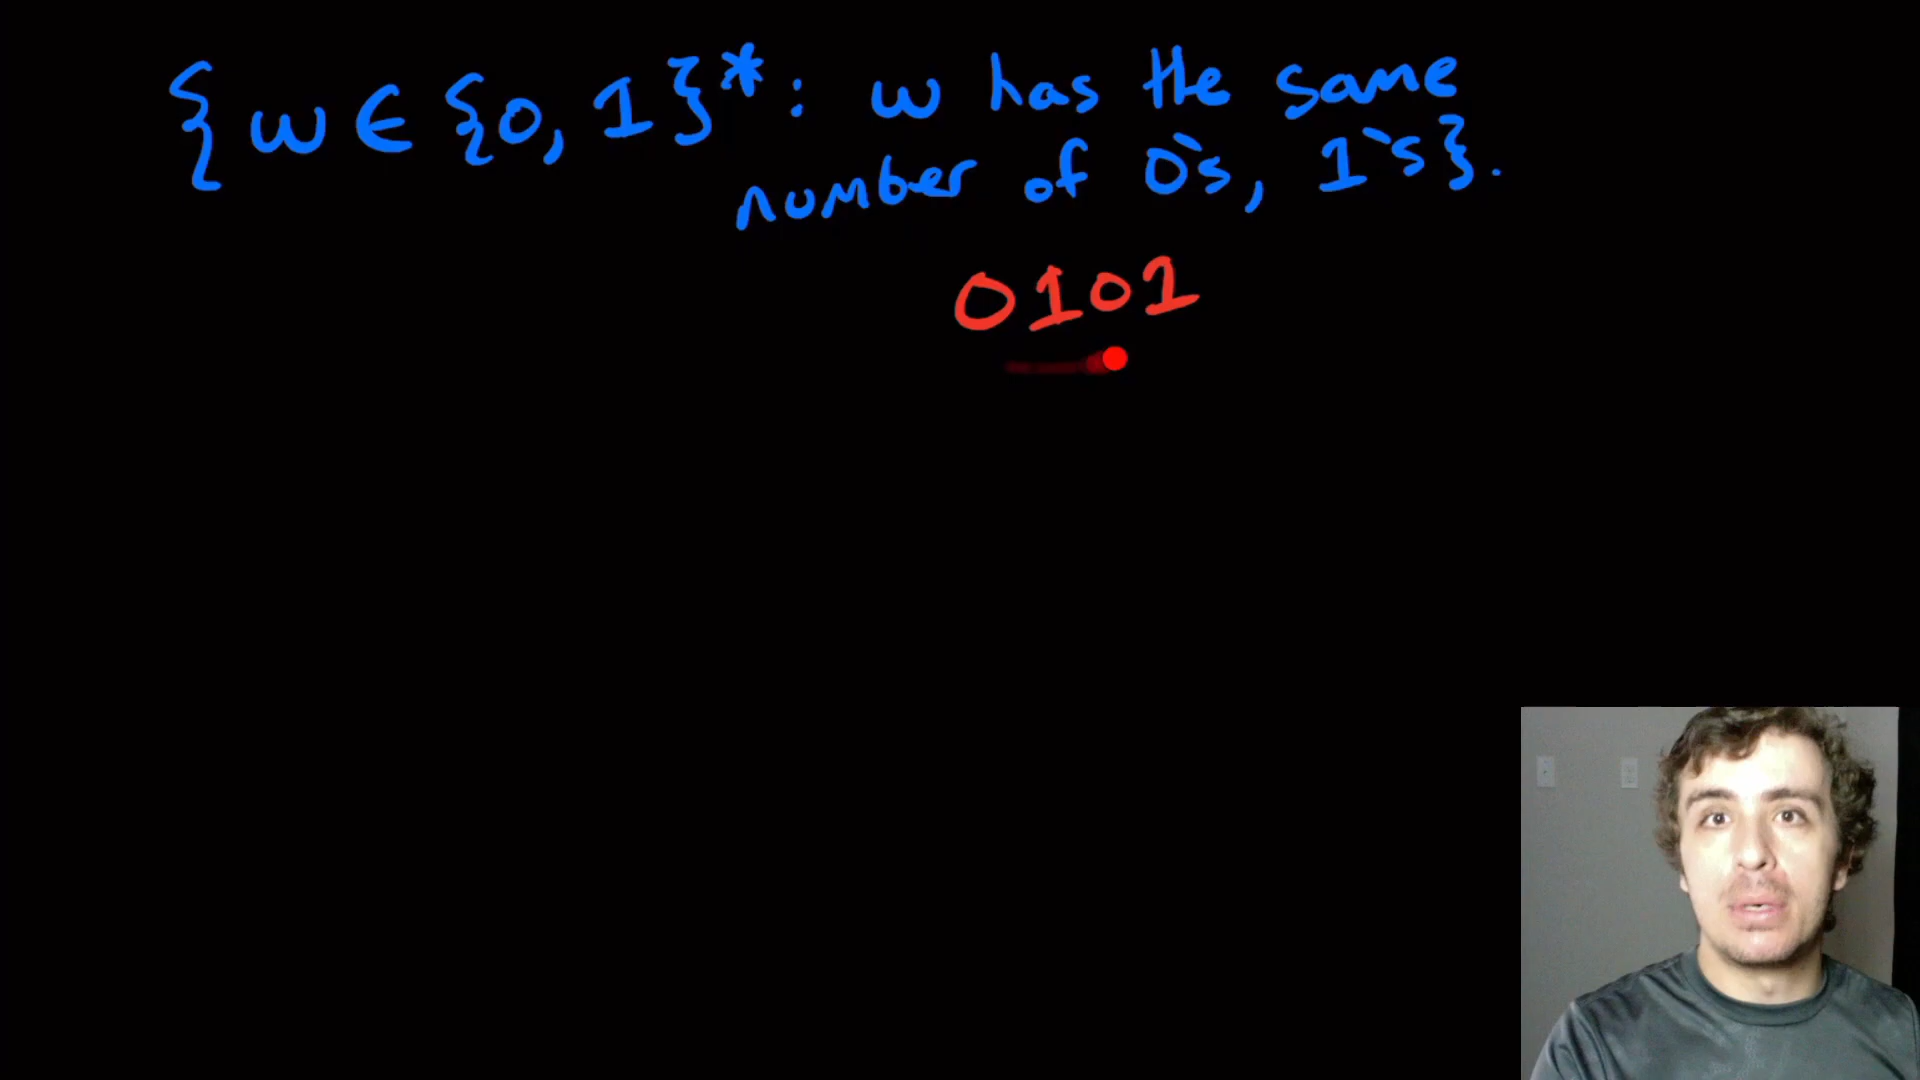 {w ∈ {0, 1}*: w has the same
number of 0`s, 1`s}.
0101